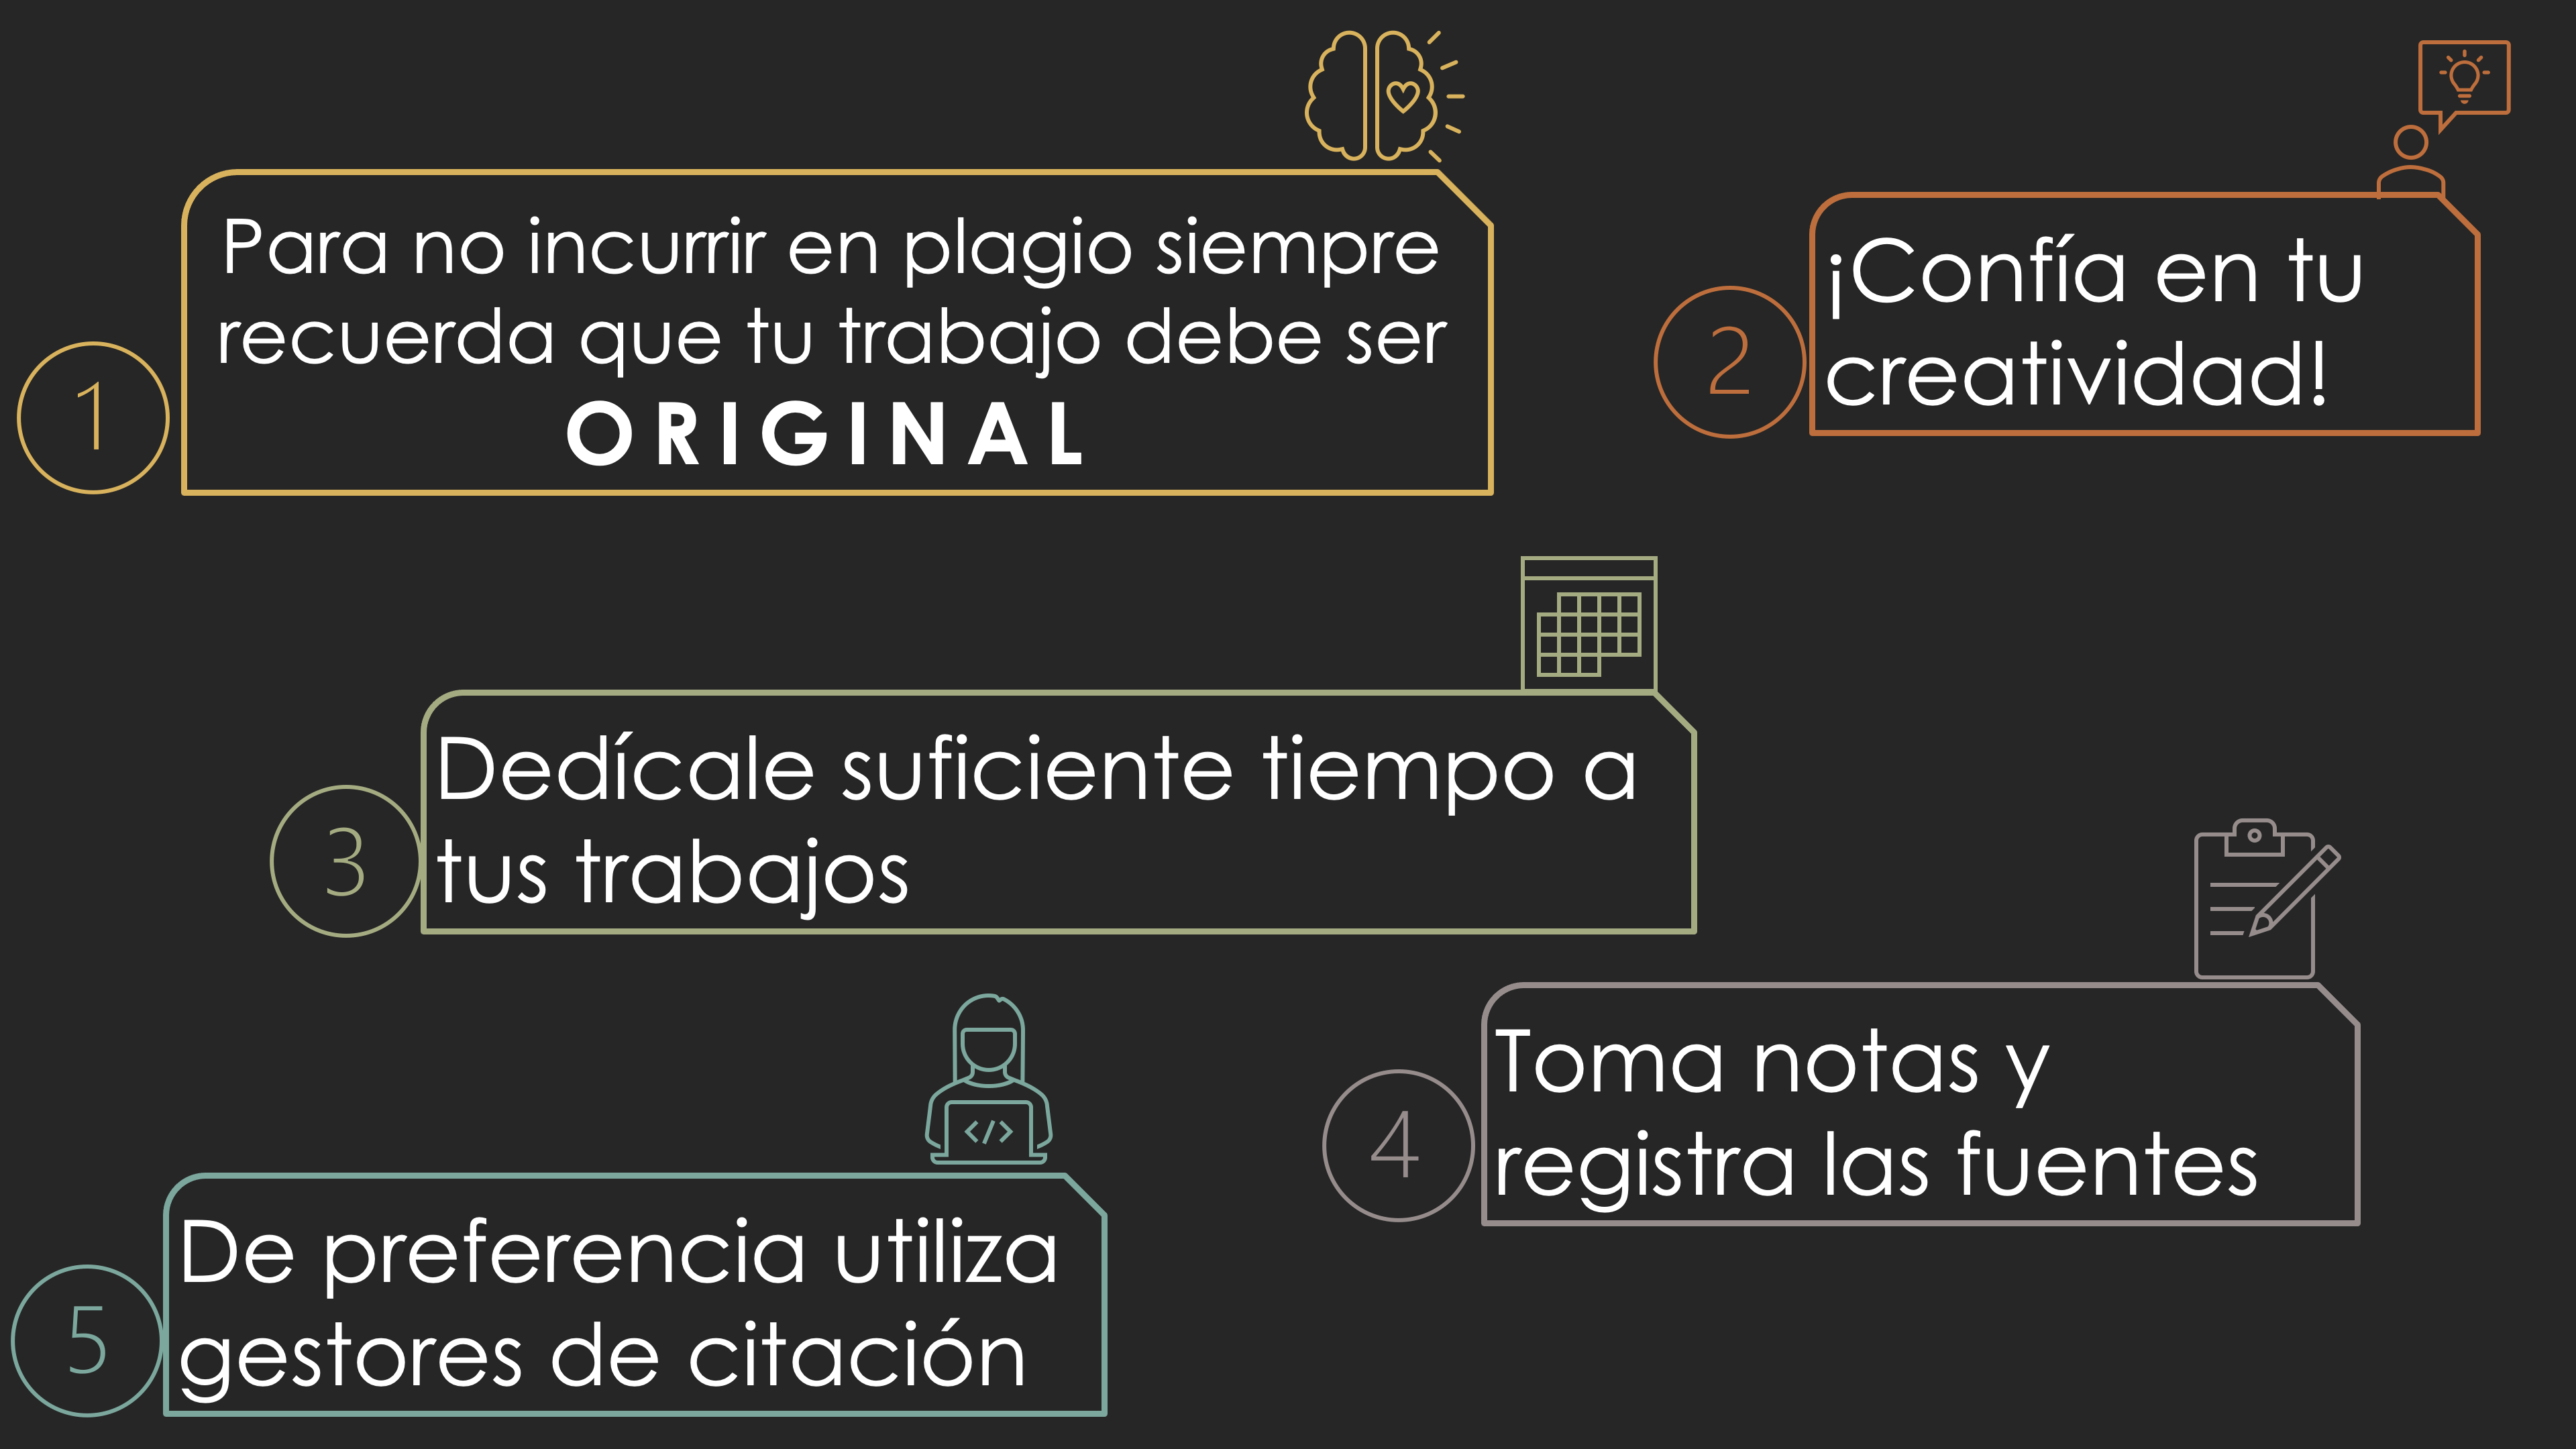 1
Para no incurrir en plagio siempre
recuerda que tu trabajo debe ser
ORIGINAL
2
¡Confía en tu
creatividad!
3
Dedícale suficiente tiempo a
tus trabajos
4
Toma notas y
registra las fuentes
5
De preferencia utiliza
gestores de citación